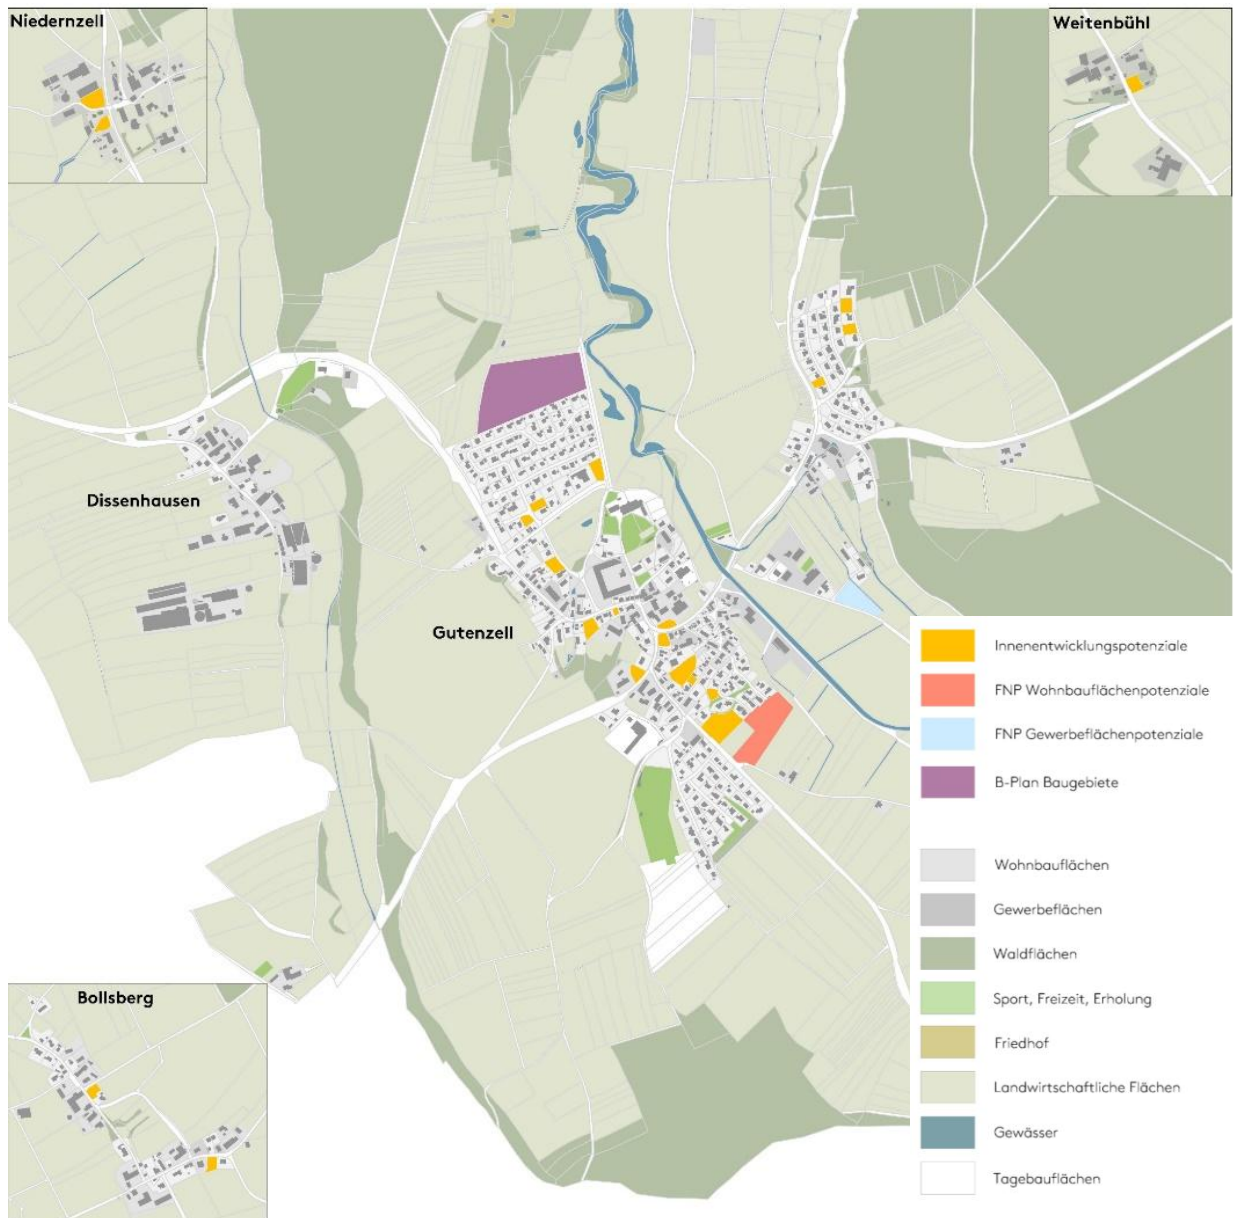 Niedernzell
Weitenbühl
Dissenhausen
Gutenzell
Bollsberg
Innenentwicklungspotenziale
FNP Wohnbauflächenpotenziale
FNP Gewerbeflächenpotenziale
B-Plan Baugebiete
Wohnbauflächen
Gewerbeflächen
Waldflächen
Sport, Freizeit, Erholung
Friedhof
Landwirtschaftliche Flächen
Gewässer
Tagebauflächen